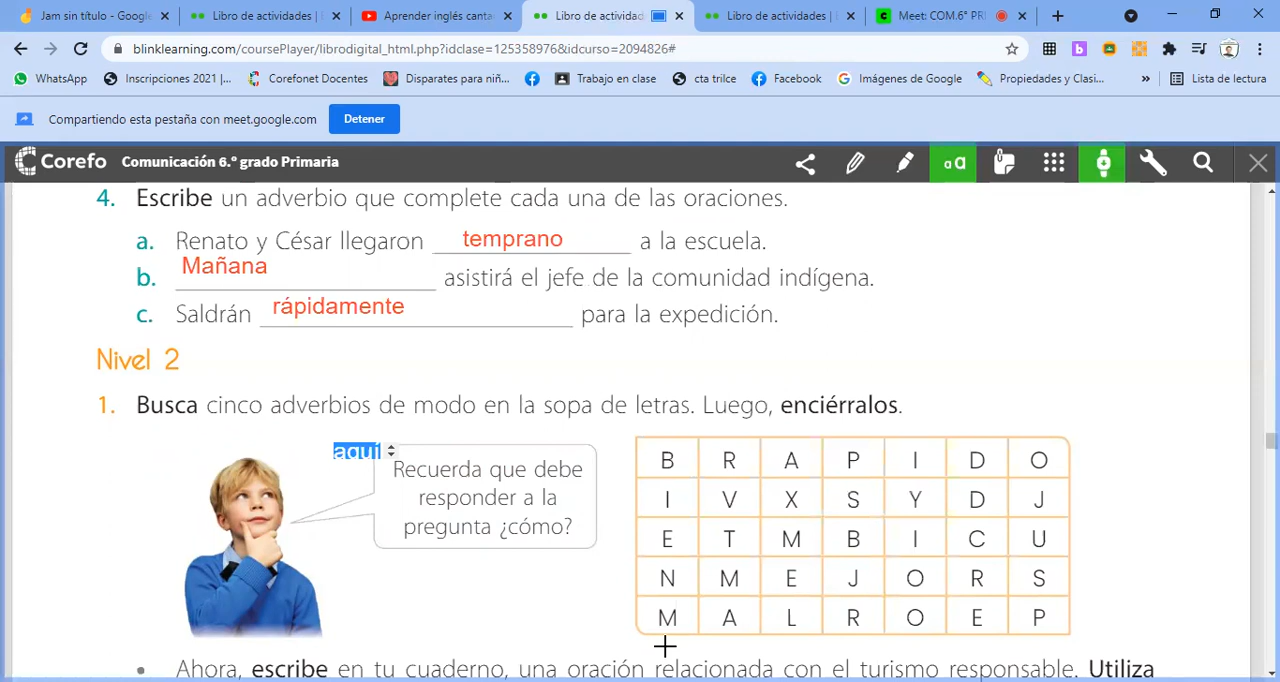 Jam sin título - Google
Libro de actividades |
Aprender inglés canta
Libro de actividad
Libro de actividades |
Meet: COM.6° PRI
blinklearning.com/coursePlayer/librodigital_html.php?idclase=125358976&idcurso=2094826#
WhatsApp
Inscripciones 2021 |...
Corefonet Docentes
Disparates para niñ...
Trabajo en clase
cta trilce
Facebook
Imágenes de Google
Propiedades y Clasi...
»
Lista de lectura
Compartiendo esta pestaña con meet.google.com
Detener
Corefo Comunicación 6.º grado Primaria
aa
4. Escribe un adverbio que complete cada una de las oraciones.
a. Renato y César llegaron temprano a la escuela.
b. Mañana asistirá el jefe de la comunidad indígena.
c. Saldrán rápidamente para la expedición.
Nivel 2
1. Busca cinco adverbios de modo en la sopa de letras. Luego, enciérralos.
aquí
Recuerda que debe
responder a la
pregunta ¿cómo?
B R A P I D O
I V X S Y D J
E T M B I C U
N M E J O R S
M A L R O E P
• Ahora, escribe en tu cuaderno, una oración relacionada con el turismo responsable. Utiliza